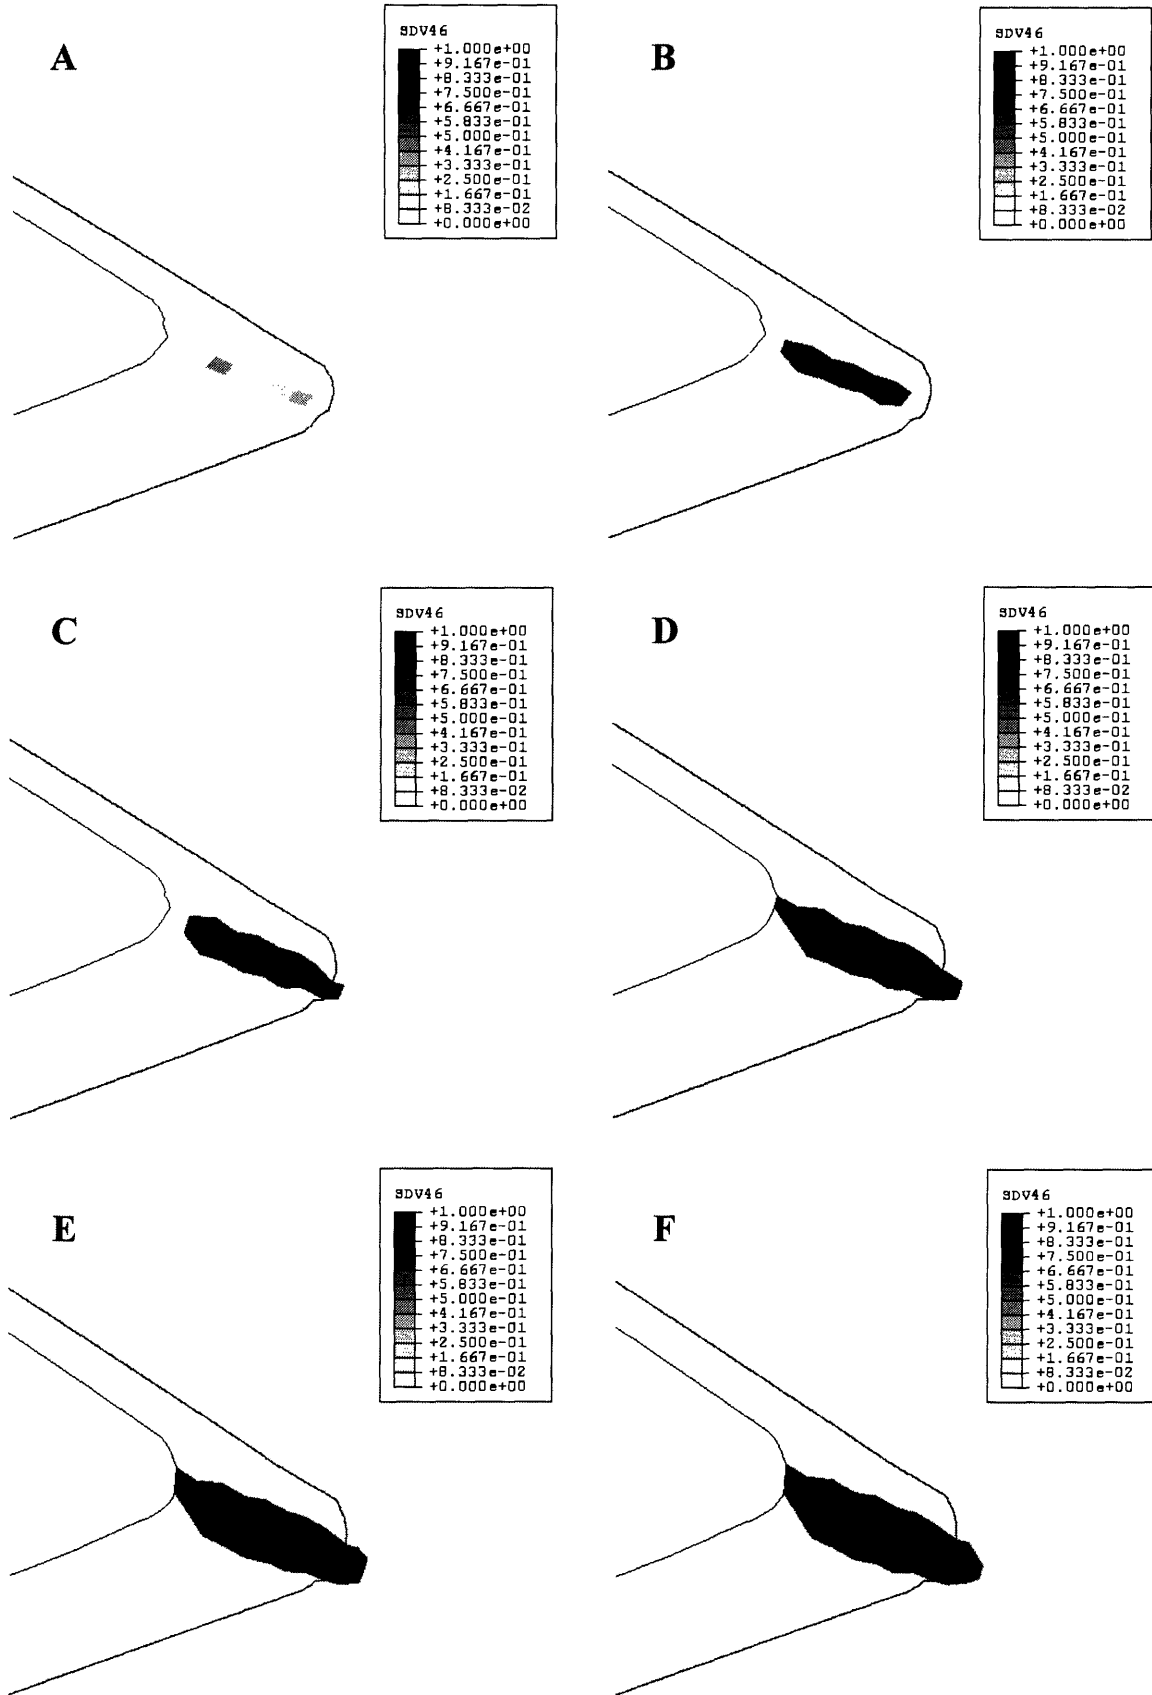 A
SDV46
+1.000e+00
+9.167e-01
+8.333e-01
+7.500e-01
+6.667e-01
+5.833e-01
+5.000e-01
+4.167e-01
+3.333e-01
+2.500e-01
+1.667e-01
+8.333e-02
+0.000e+00
B
SDV46
+1.000e+00
+9.167e-01
+8.333e-01
+7.500e-01
+6.667e-01
+5.833e-01
+5.000e-01
+4.167e-01
+3.333e-01
+2.500e-01
+1.667e-01
+8.333e-02
+0.000e+00
C
SDV46
+1.000e+00
+9.167e-01
+8.333e-01
+7.500e-01
+6.667e-01
+5.833e-01
+5.000e-01
+4.167e-01
+3.333e-01
+2.500e-01
+1.667e-01
+8.333e-02
+0.000e+00
D
SDV46
+1.000e+00
+9.167e-01
+8.333e-01
+7.500e-01
+6.667e-01
+5.833e-01
+5.000e-01
+4.167e-01
+3.333e-01
+2.500e-01
+1.667e-01
+8.333e-02
+0.000e+00
E
SDV46
+1.000e+00
+9.167e-01
+8.333e-01
+7.500e-01
+6.667e-01
+5.833e-01
+5.000e-01
+4.167e-01
+3.333e-01
+2.500e-01
+1.667e-01
+8.333e-02
+0.000e+00
F
SDV46
+1.000e+00
+9.167e-01
+8.333e-01
+7.500e-01
+6.667e-01
+5.833e-01
+5.000e-01
+4.167e-01
+3.333e-01
+2.500e-01
+1.667e-01
+8.333e-02
+0.000e+00